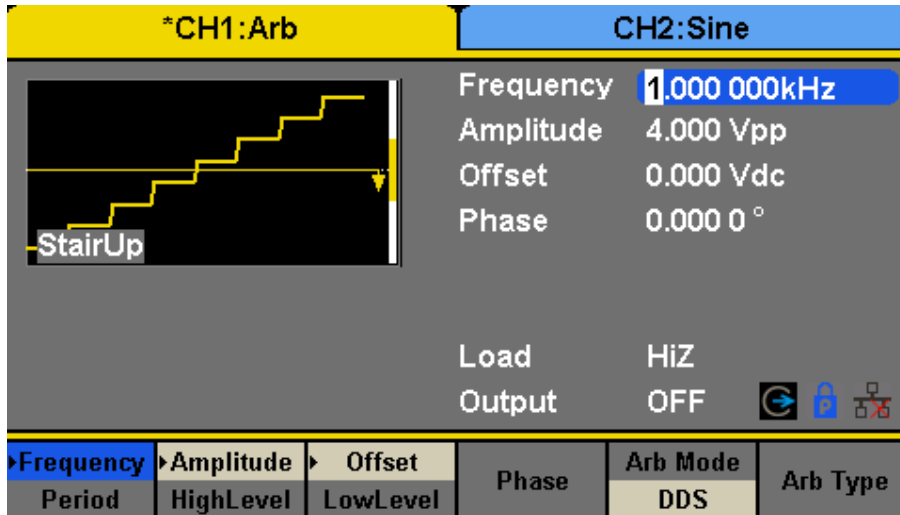 *CH1:Arb
CH2:Sine
Frequency 1.000 000kHz
Amplitude 4.000 Vpp
Offset 0.000 Vdc
Phase 0.000 0 °
StairUp
Load HiZ
Output OFF
P
Frequency Amplitude Offset Phase Arb Mode Arb Type
Period HighLevel LowLevel DDS